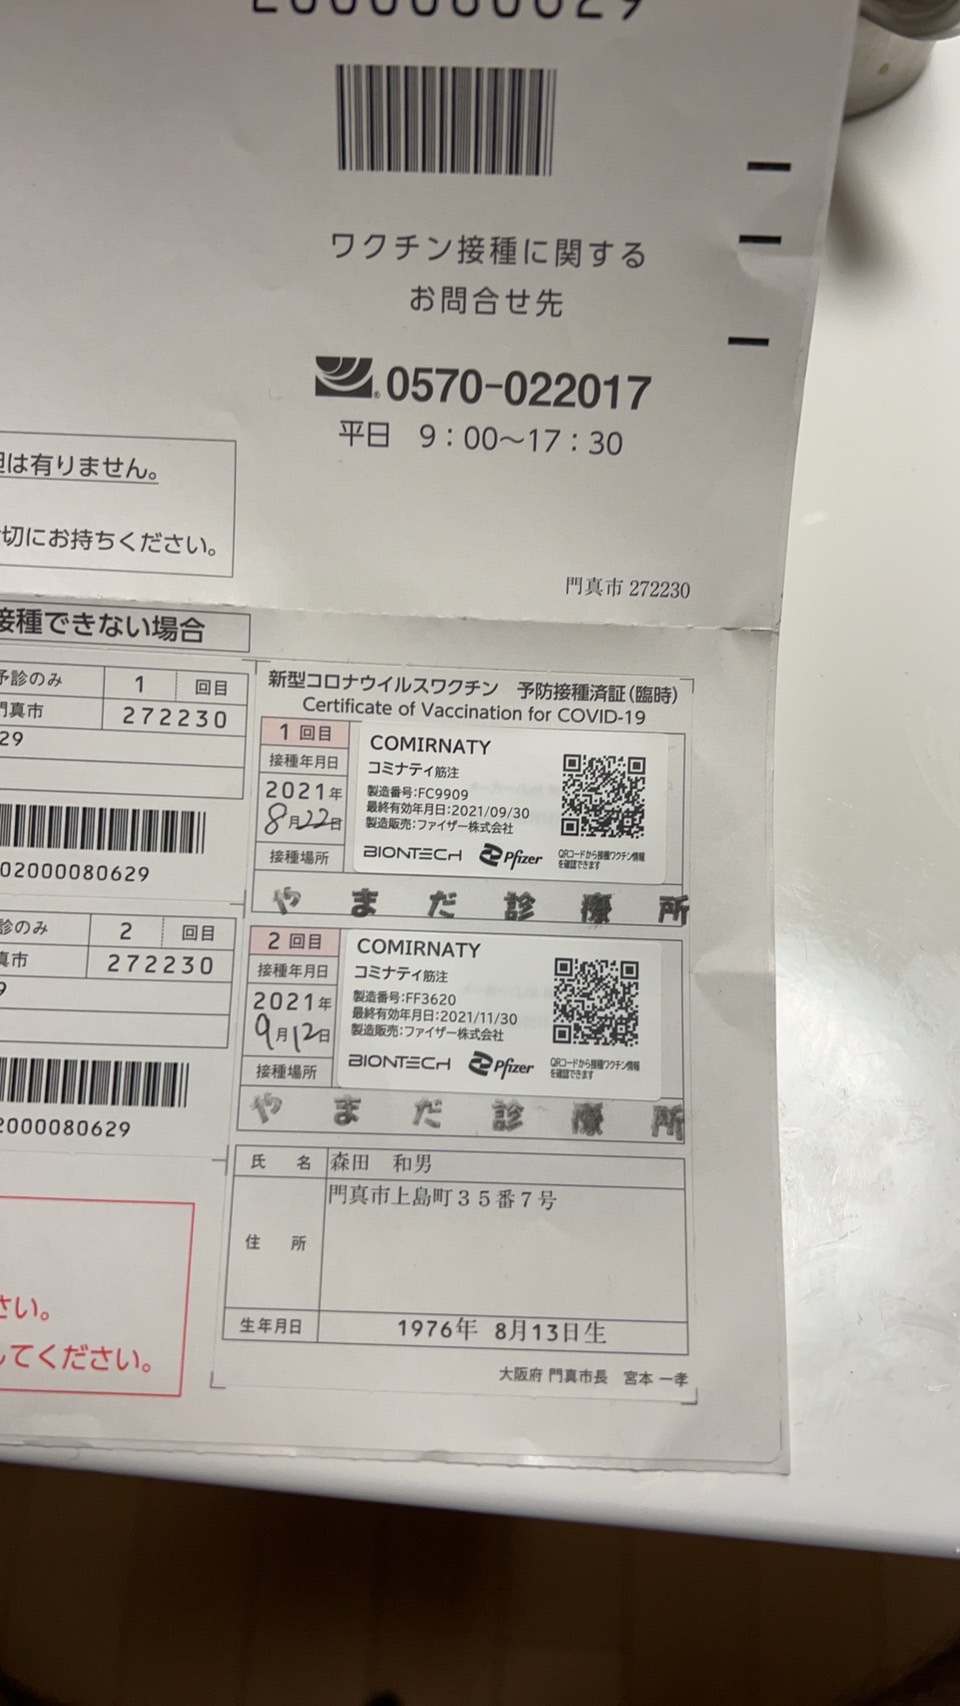 ワクチン接種に関する
お問合せ先
0570-022017
平日 9：00～17：30
は有りません。
切にお持ちください。
門真市 272230
接種できない場合
予診のみ 1 回目
門真市 272230
29
02000080629
診のみ 2 回目
真市 272230
9
2000080629
さい。
してください。
新型コロナウイルスワクチン 予防接種済証（臨時）
Certificate of Vaccination for COVID-19
1 回目
接種年月日
2021年
8月22日
接種場所
COMIRNATY
コミナティ筋注
製造番号:FC9909
最終有効年月日:2021/09/30
製造販売:ファイザー株式会社
BIONTECH Pfizer
QRコードから接種ワクチン情報
を確認できます
やまだ診療所
2 回目
接種年月日
2021年
9月12日
接種場所
COMIRNATY
コミナティ筋注
製造番号:FF3620
最終有効年月日:2021/11/30
製造販売:ファイザー株式会社
BIONTECH Pfizer
QRコードから接種ワクチン情報
を確認できます
やまだ診療所
氏 名 森田 和男
住 所 門真市上島町３５番７号
生年月日 1976年 8月13日生
大阪府 門真市長 宮本 一孝